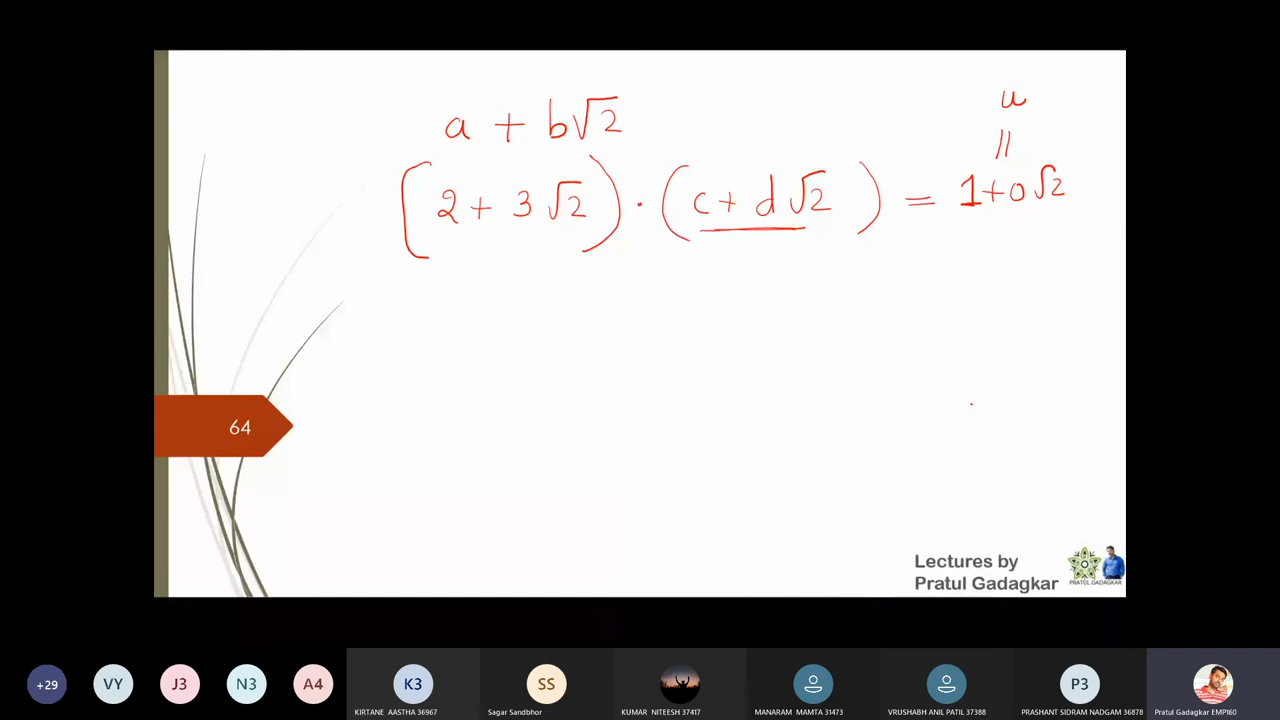 u
a + b√2
||
[2 + 3√2) · (c + d√2) = 1+0√2
64
Lectures by
Pratul Gadagkar
PRATUL GADAGKAR
+29 VY J3 N3 A4 K3 SS P3
KIRTANE AASTHA 36967 Sagar Sandbhor KUMAR NITEESH 37417 MANARAM MAMTA 31473 VRUSHABH ANIL PATIL 37388 PRASHANT SIDRAM NADGAM 36878 Pratul Gadagkar EMP160